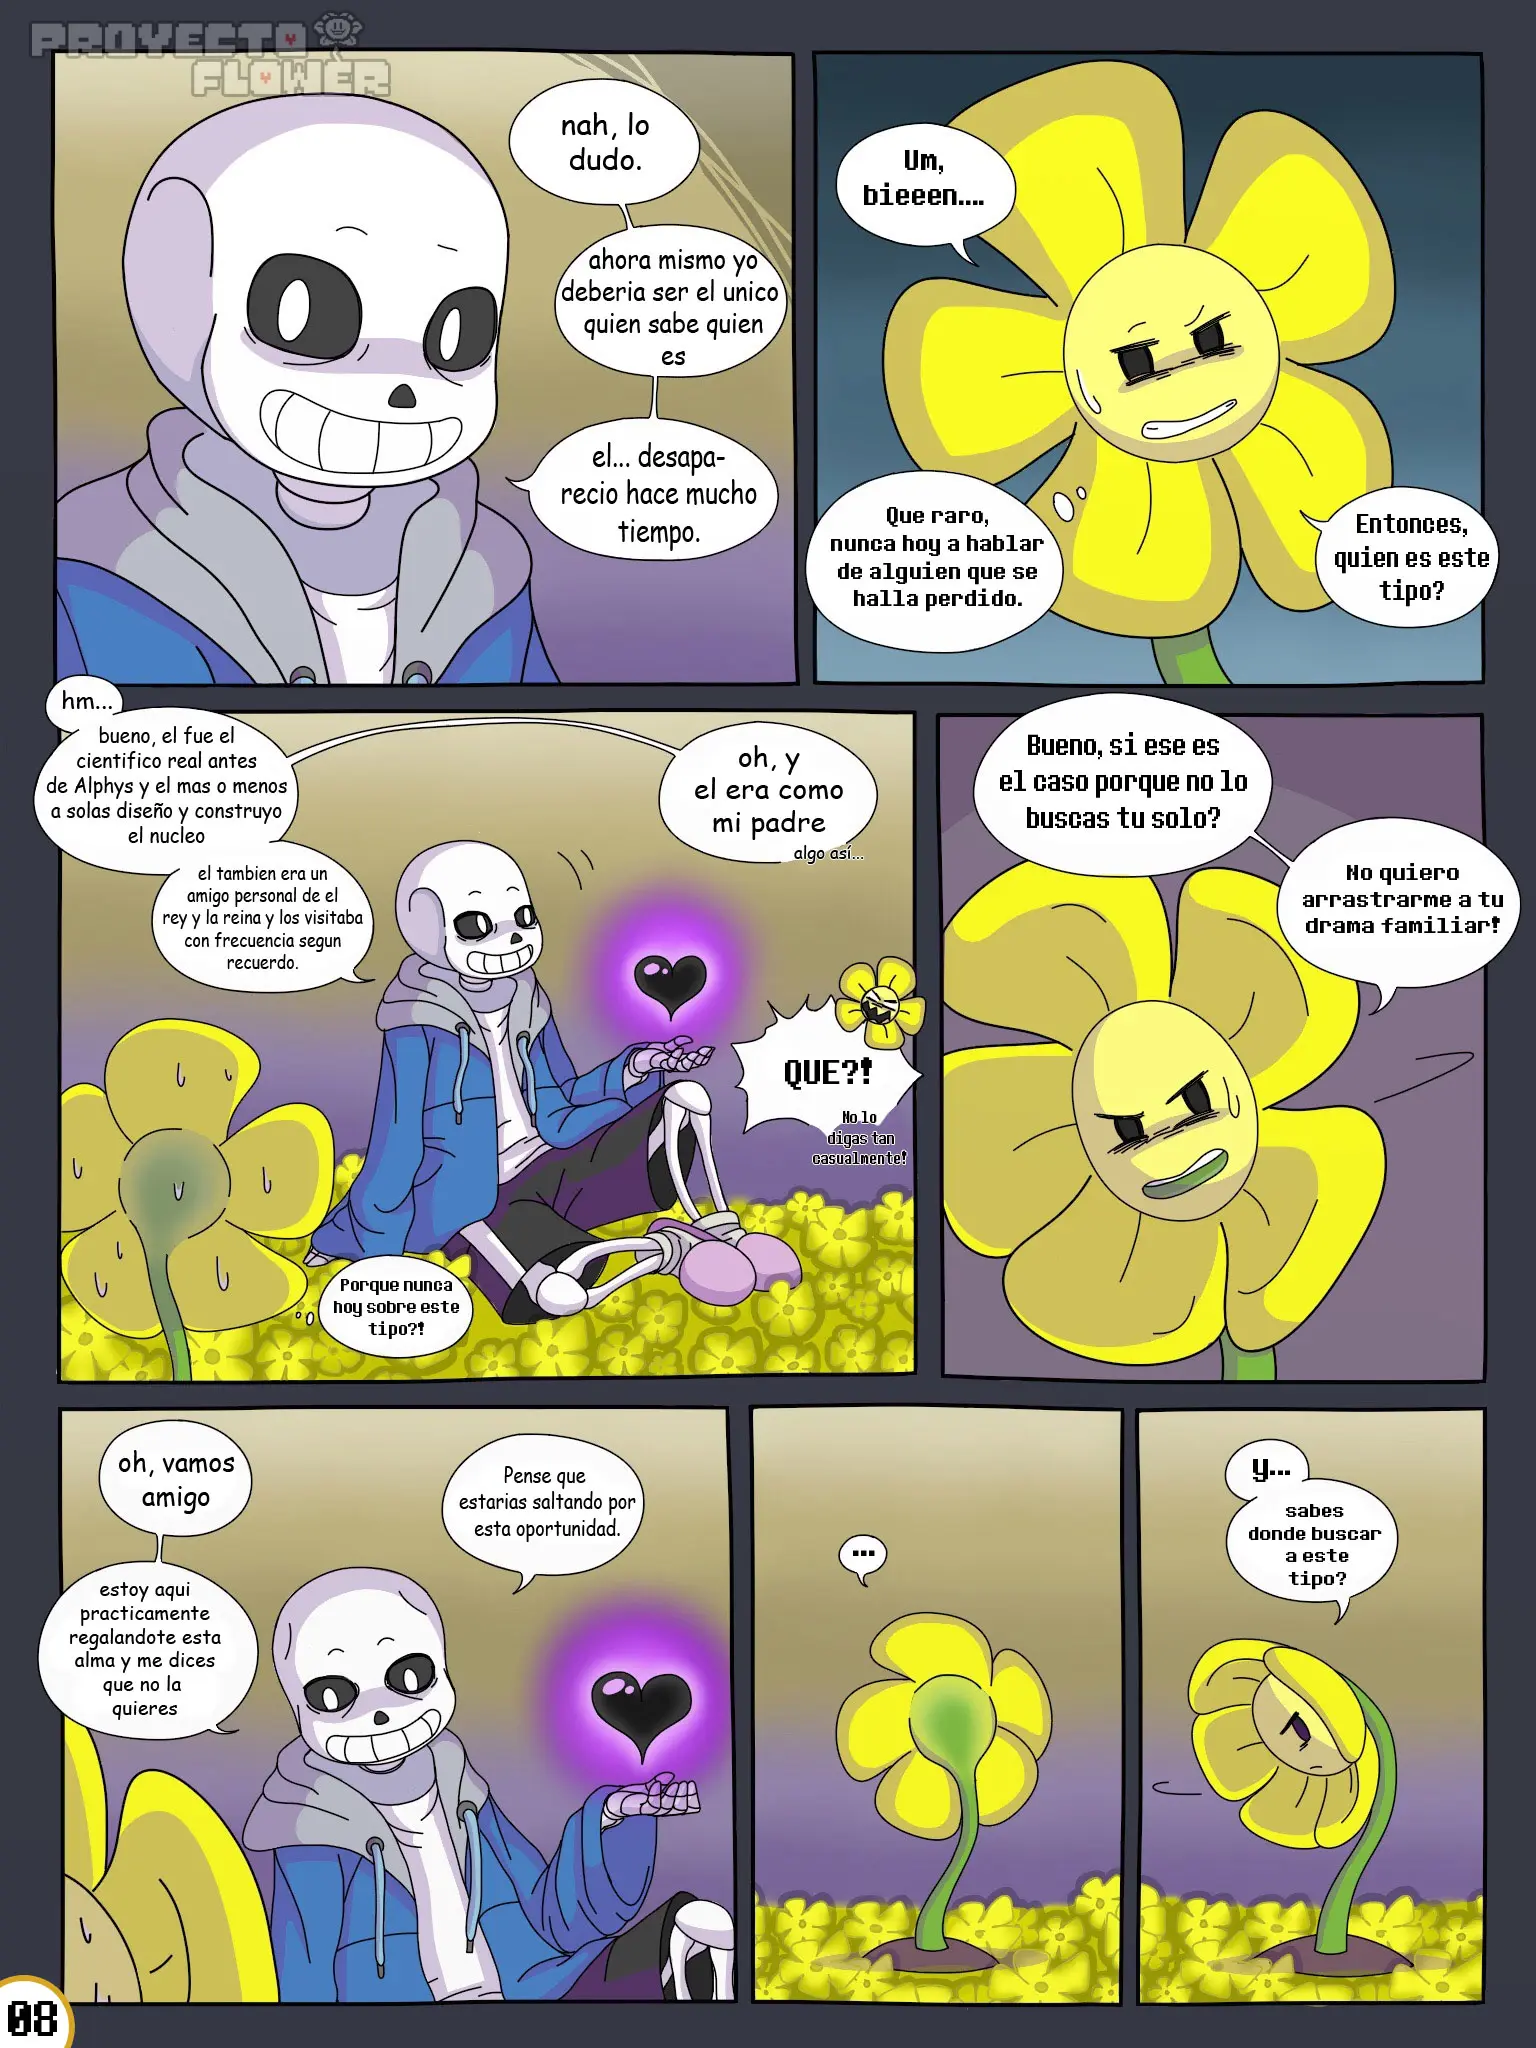 PROYECTO
FLOWER
nah, lo
dudo.
ahora mismo yo
deberia ser el unico
quien sabe quien
es
el... desapa-
recio hace mucho
tiempo.
Um,
bieeen....
Que raro,
nunca hoy a hablar
de alguien que se
halla perdido.
Entonces,
quien es este
tipo?
hm...
bueno, el fue el
cientifico real antes
de Alphys y el mas o menos
a solas diseño y construyo
el nucleo
el tambien era un
amigo personal de el
rey y la reina y los visitaba
con frecuencia segun
recuerdo.
oh, y
el era como
mi padre
algo así...
QUE?!
No lo
digas tan
casualmente!
Porque nunca
hoy sobre este
tipo?!
Bueno, si ese es
el caso porque no lo
buscas tu solo?
No quiero
arrastrarme a tu
drama familiar!
oh, vamos
amigo
estoy aqui
practicamente
regalandote esta
alma y me dices
que no la
quieres
Pense que
estarias saltando por
esta oportunidad.
...
Y...
sabes
donde buscar
a este
tipo?
08